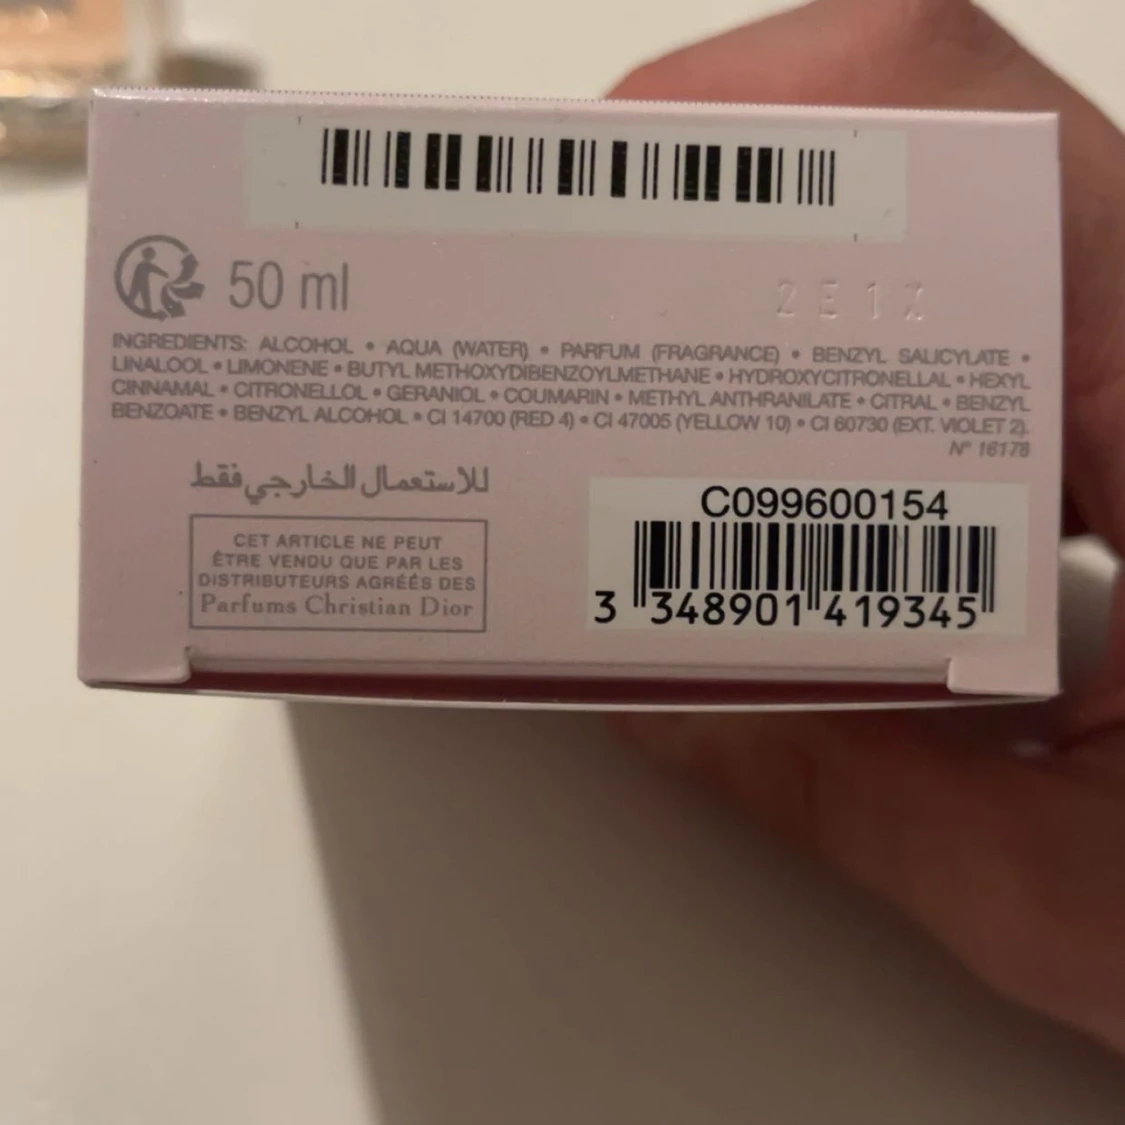 50 ml
INGREDIENTS: ALCOHOL • AQUA (WATER) • PARFUM (FRAGRANCE) • BENZYL SALICYLATE •
LINALOOL • LIMONENE • BUTYL METHOXYDIBENZOYLMETHANE • HYDROXYCITRONELLAL • HEXYL
CINNAMAL • CITRONELLOL • GERANIOL • COUMARIN • METHYL ANTHRANILATE • CITRAL • BENZYL
BENZOATE • BENZYL ALCOHOL • CI 14700 (RED 4) • CI 47005 (YELLOW 10) • CI 60730 (EXT. VIOLET 2).
N° 16178
للاستعمال الخارجي فقط
CET ARTICLE NE PEUT
ÊTRE VENDU QUE PAR LES
DISTRIBUTEURS AGRÉÉS DES
Parfums Christian Dior
C099600154
3 348901 419345